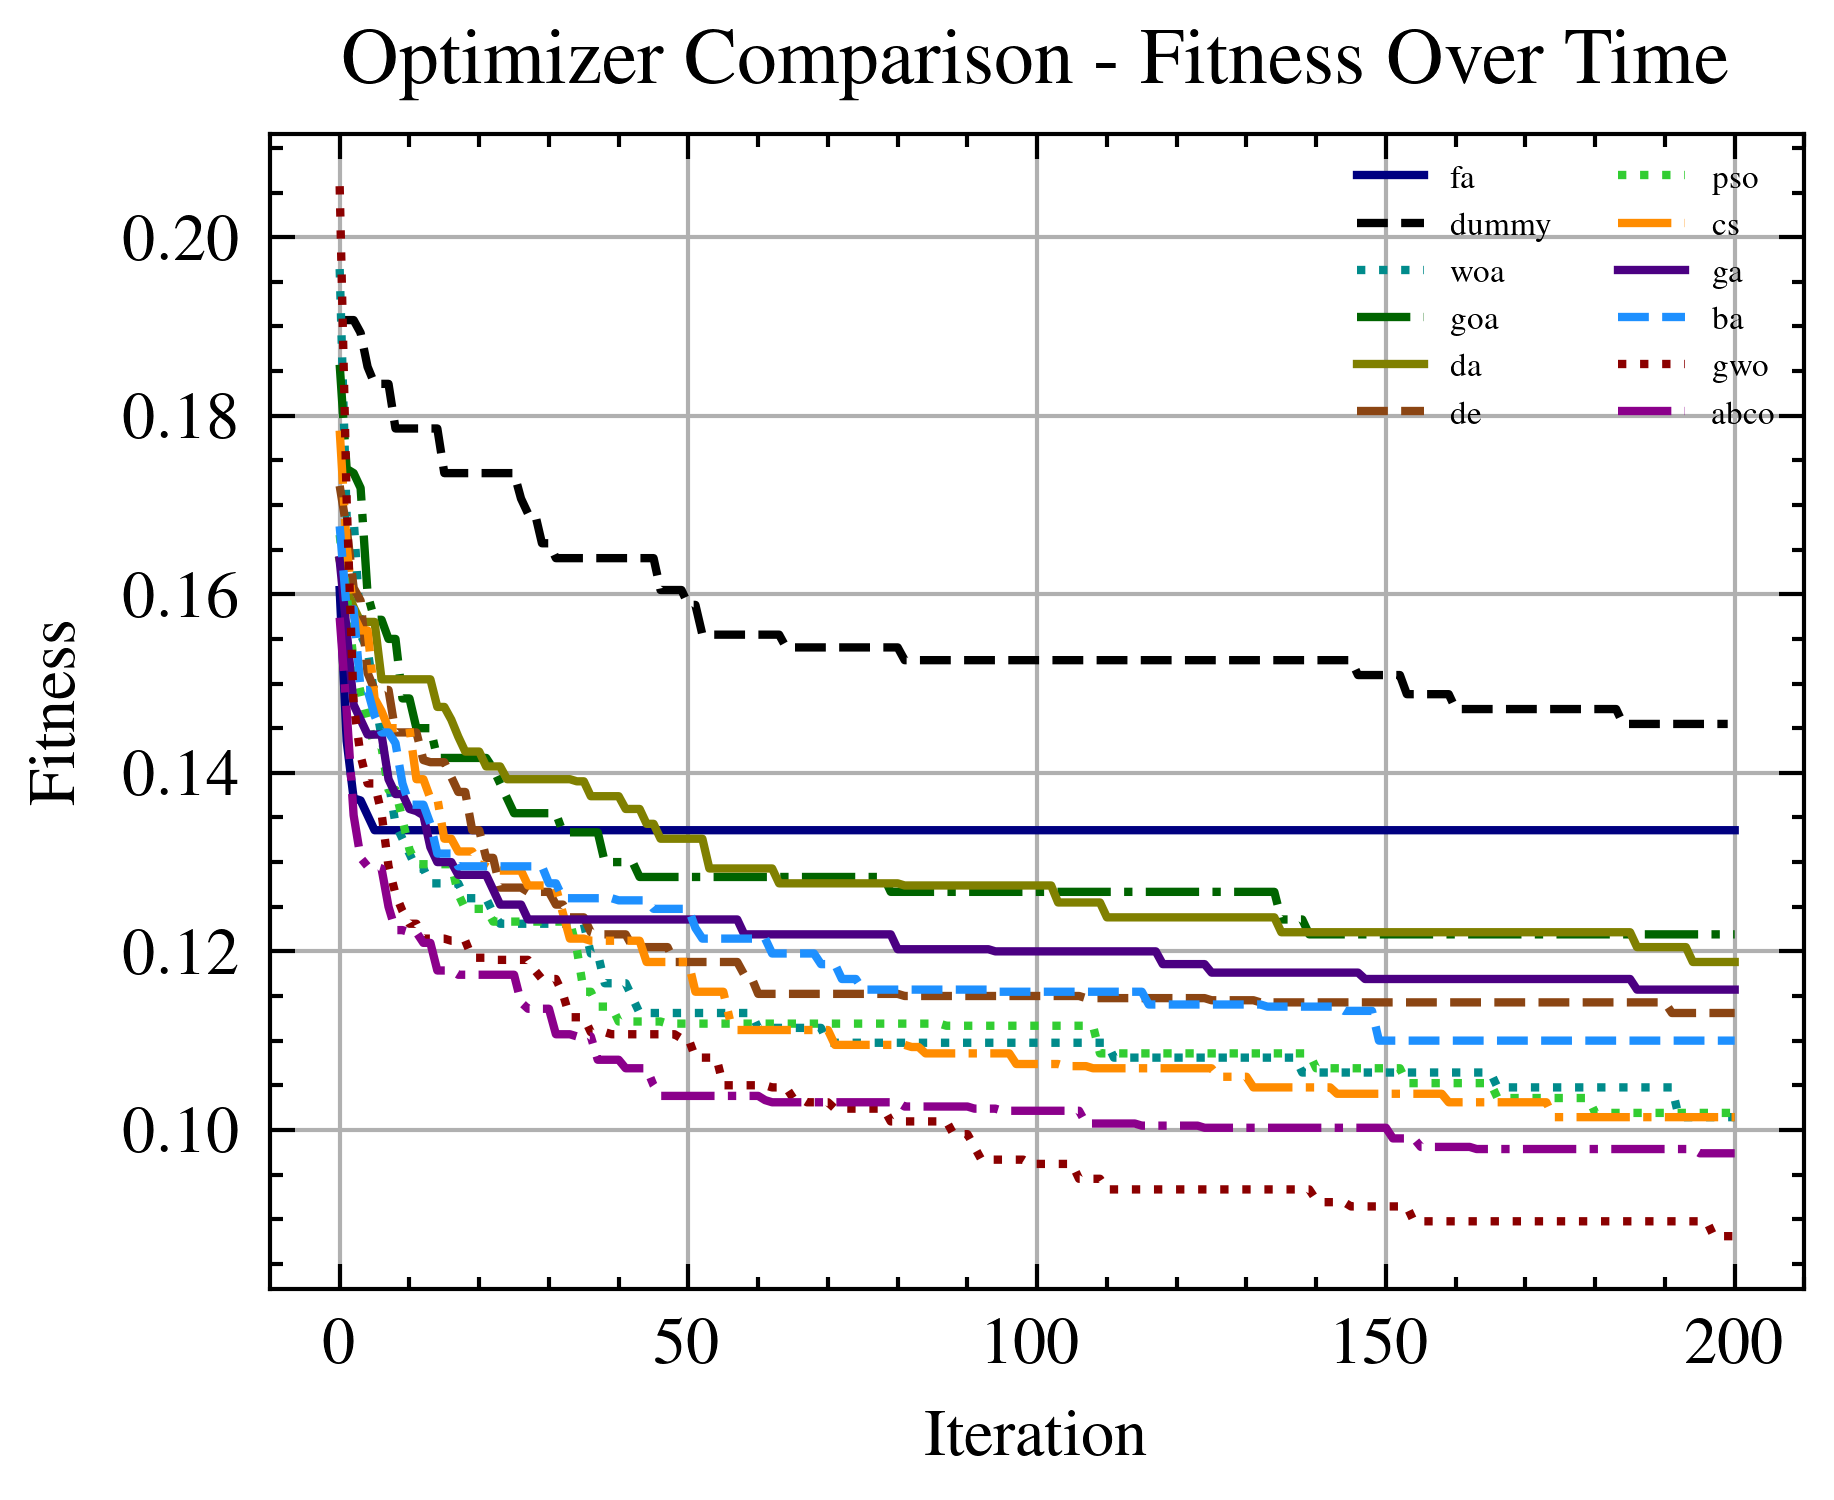 Optimizer Comparison - Fitness Over Time
fa
dummy
woa
goa
da
de
pso
cs
ga
ba
gwo
abco
0.20
0.18
0.16
0.14
0.12
0.10
Fitness
0 50 100 150 200
Iteration